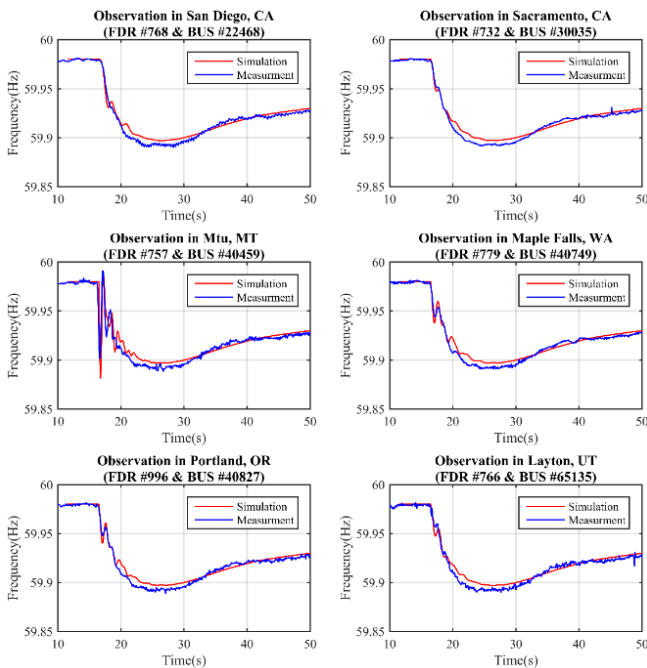 Observation in San Diego, CA
(FDR #768 & BUS #22468)
60
59.95
59.9
59.85
Frequency(Hz)
Simulation
Measurment
10 20 30 40 50
Time(s)
Observation in Sacramento, CA
(FDR #732 & BUS #30035)
60
59.95
59.9
59.85
Frequency(Hz)
Simulation
Measurment
10 20 30 40 50
Time(s)
Observation in Mtu, MT
(FDR #757 & BUS #40459)
60
59.95
59.9
59.85
Frequency(Hz)
Simulation
Measurment
10 20 30 40 50
Time(s)
Observation in Maple Falls, WA
(FDR #779 & BUS #40749)
60
59.95
59.9
59.85
Frequency(Hz)
Simulation
Measurment
10 20 30 40 50
Time(s)
Observation in Portland, OR
(FDR #996 & BUS #40827)
60
59.95
59.9
59.85
Frequency(Hz)
Simulation
Measurment
10 20 30 40 50
Time(s)
Observation in Layton, UT
(FDR #766 & BUS #65135)
60
59.95
59.9
59.85
Frequency(Hz)
Simulation
Measurment
10 20 30 40 50
Time(s)